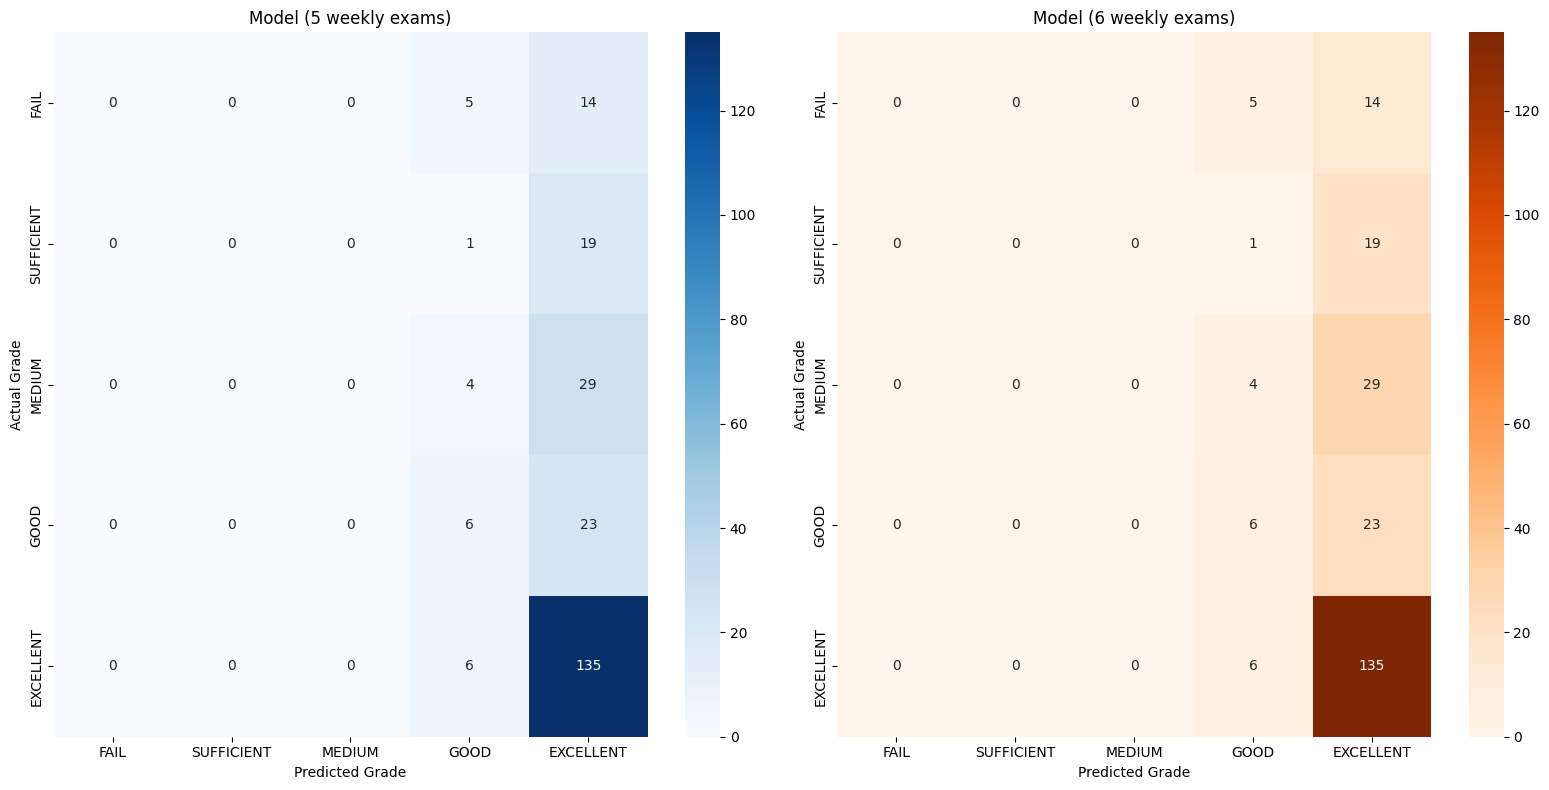 Model (5 weekly exams)
Actual Grade
FAIL
0 0 0 5 14
SUFFICIENT
0 0 0 1 19
MEDIUM
0 0 0 4 29
GOOD
0 0 0 6 23
EXCELLENT
0 0 0 6 135
FAIL SUFFICIENT MEDIUM GOOD EXCELLENT
Predicted Grade
120
100
80
60
40
20
0
Model (6 weekly exams)
Actual Grade
FAIL
0 0 0 5 14
SUFFICIENT
0 0 0 1 19
MEDIUM
0 0 0 4 29
GOOD
0 0 0 6 23
EXCELLENT
0 0 0 6 135
FAIL SUFFICIENT MEDIUM GOOD EXCELLENT
Predicted Grade
120
100
80
60
40
20
0